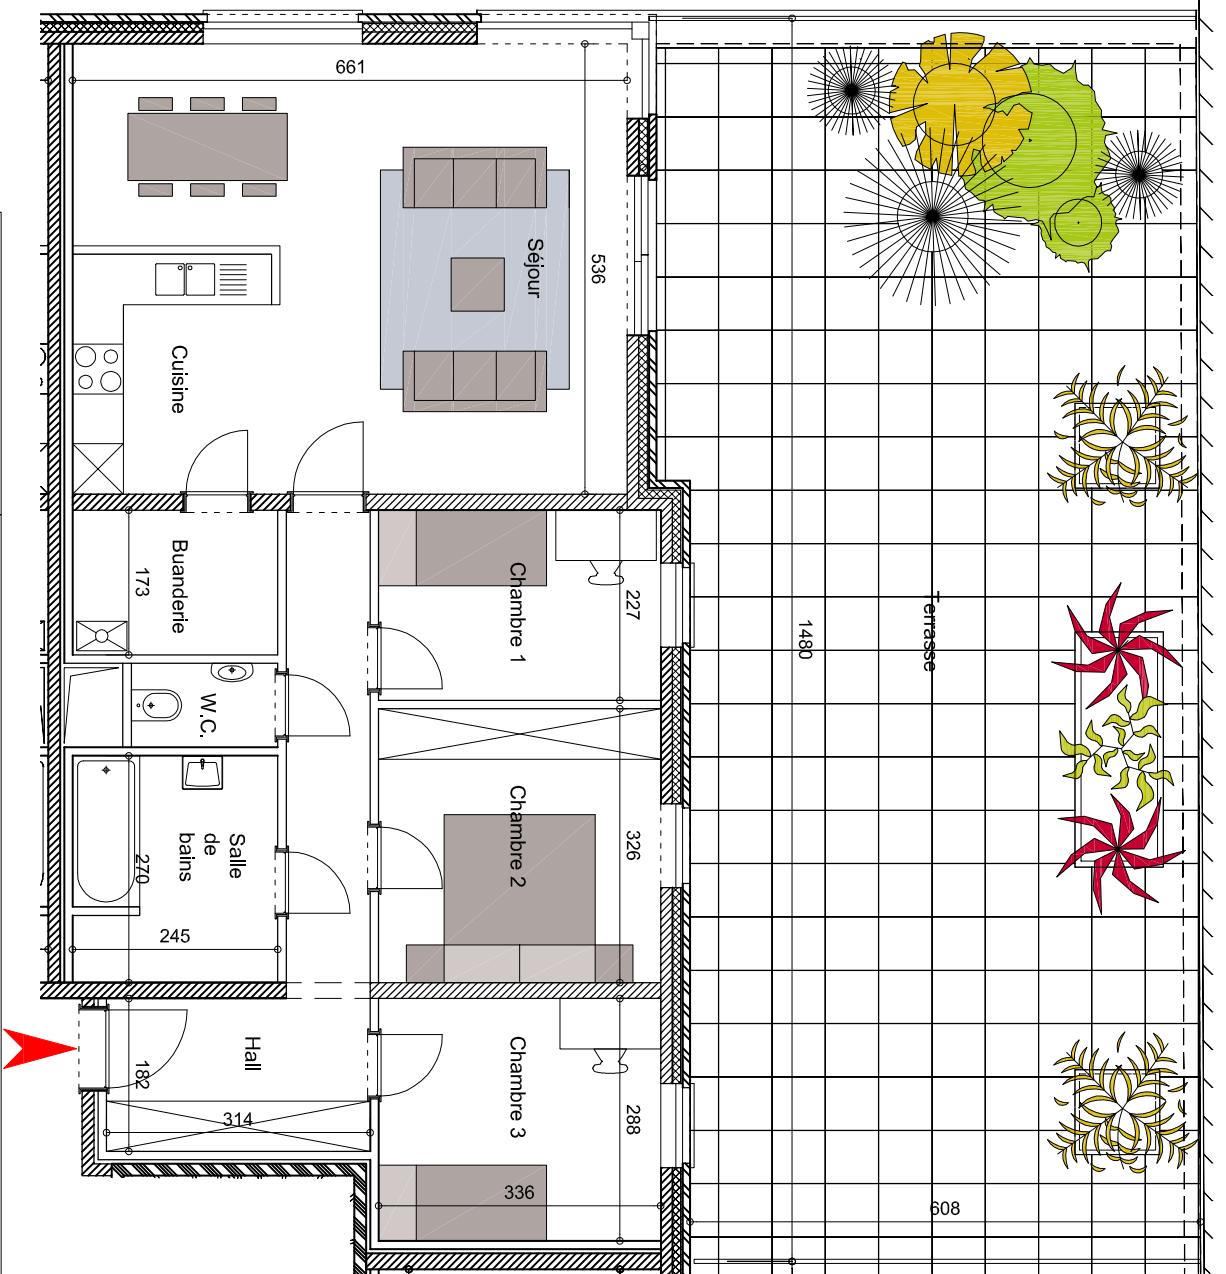 661
Séjour
536
Cuisine
Buanderie
173
Chambre 1
227
1480
Terrasse
W.C.
Salle
de
bains
270
245
Chambre 2
326
Hall
182
314
Chambre 3
288
336
608